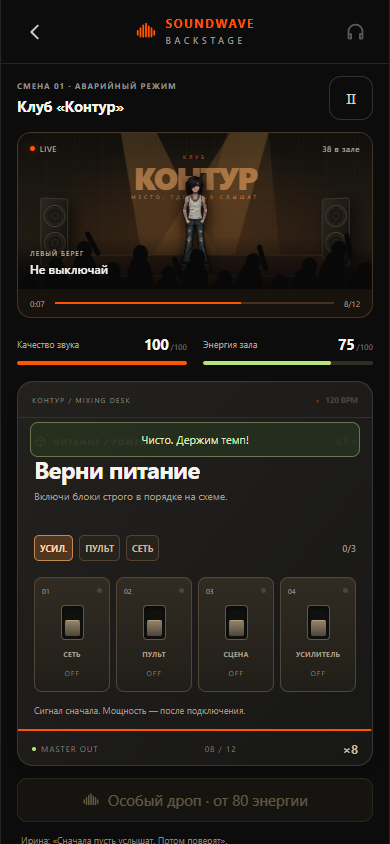 SOUNDWAVE
BACKSTAGE
СМЕНА 01 · АВАРИЙНЫЙ РЕЖИМ
Клуб «Контур»
II
LIVE
38 в зале
КЛУБ
КОНТУР
МЕСТО, ГДЕ СЛЫШАТ
ЛЕВЫЙ БЕРЕГ
Не выключай
0:07
8/12
Качество звука
100 /100
Энергия зала
75 /100
КОНТУР / MIXING DESK
120 BPM
ПИТАНИЕ
Чисто. Держим темп!
Верни питание
Включи блоки строго в порядке на схеме.
УСИЛ.
ПУЛЬТ
СЕТЬ
0/3
01
02
03
04
СЕТЬ
ПУЛЬТ
СЦЕНА
УСИЛИТЕЛЬ
OFF
OFF
OFF
OFF
Сигнал сначала. Мощность — после подключения.
MASTER OUT
08 / 12
×8
Особый дроп · от 80 энергии
Ирина: «Сначала пусть услышат. Потом поверят».